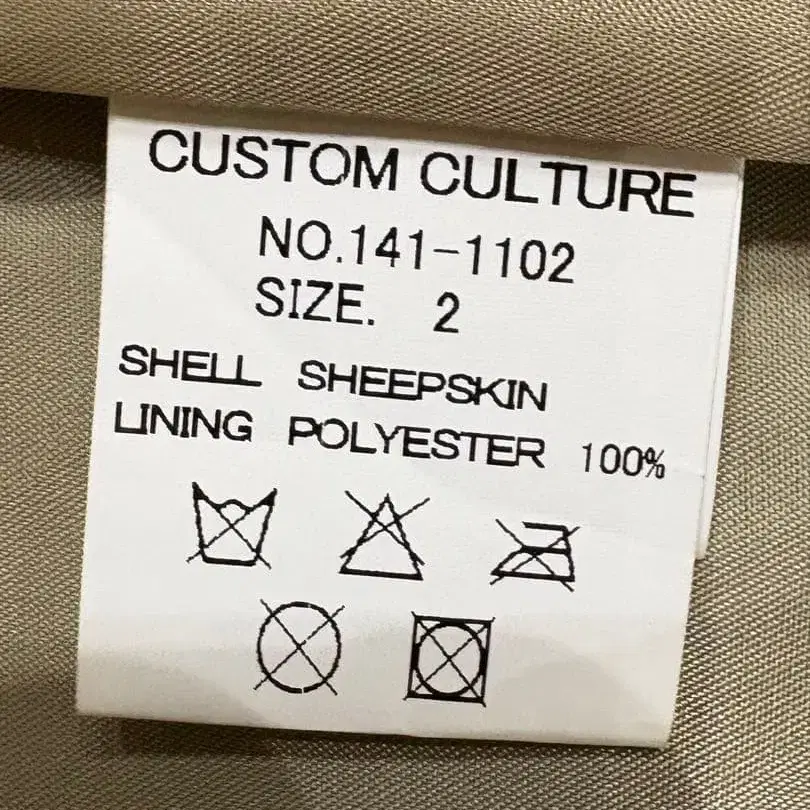 CUSTOM CULTURE
NO.141-1102
SIZE. 2
SHELL SHEEPSKIN
LINING POLYESTER 100%